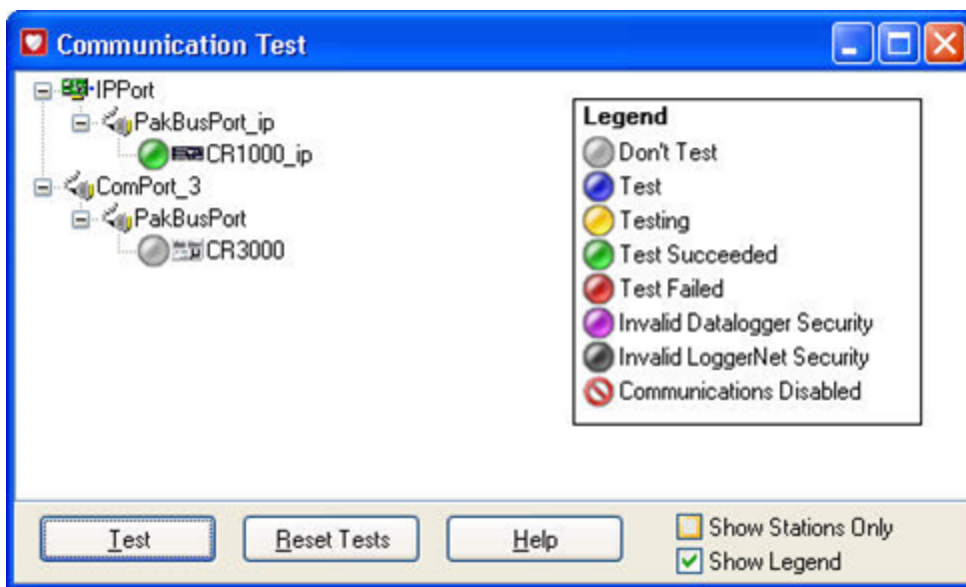 Communication Test
IPPort
PakBusPort_ip
CR1000_ip
ComPort_3
PakBusPort
CR3000
Legend
Don't Test
Test
Testing
Test Succeeded
Test Failed
Invalid Datalogger Security
Invalid LoggerNet Security
Communications Disabled
Test
Reset Tests
Help
Show Stations Only
Show Legend